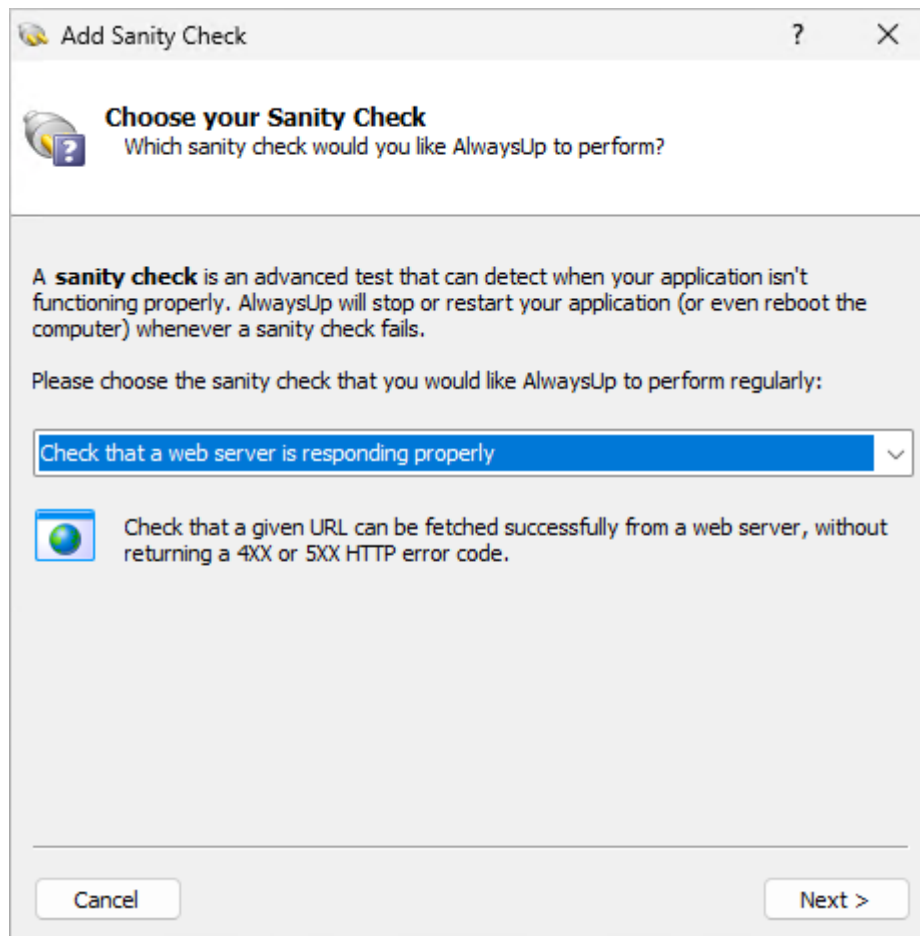 Add Sanity Check
?
Choose your Sanity Check
Which sanity check would you like AlwaysUp to perform?
?
A sanity check is an advanced test that can detect when your application isn't
functioning properly. AlwaysUp will stop or restart your application (or even reboot the
computer) whenever a sanity check fails.
Please choose the sanity check that you would like AlwaysUp to perform regularly:
Check that a web server is responding properly
Check that a given URL can be fetched successfully from a web server, without
returning a 4XX or 5XX HTTP error code.
Cancel
Next >